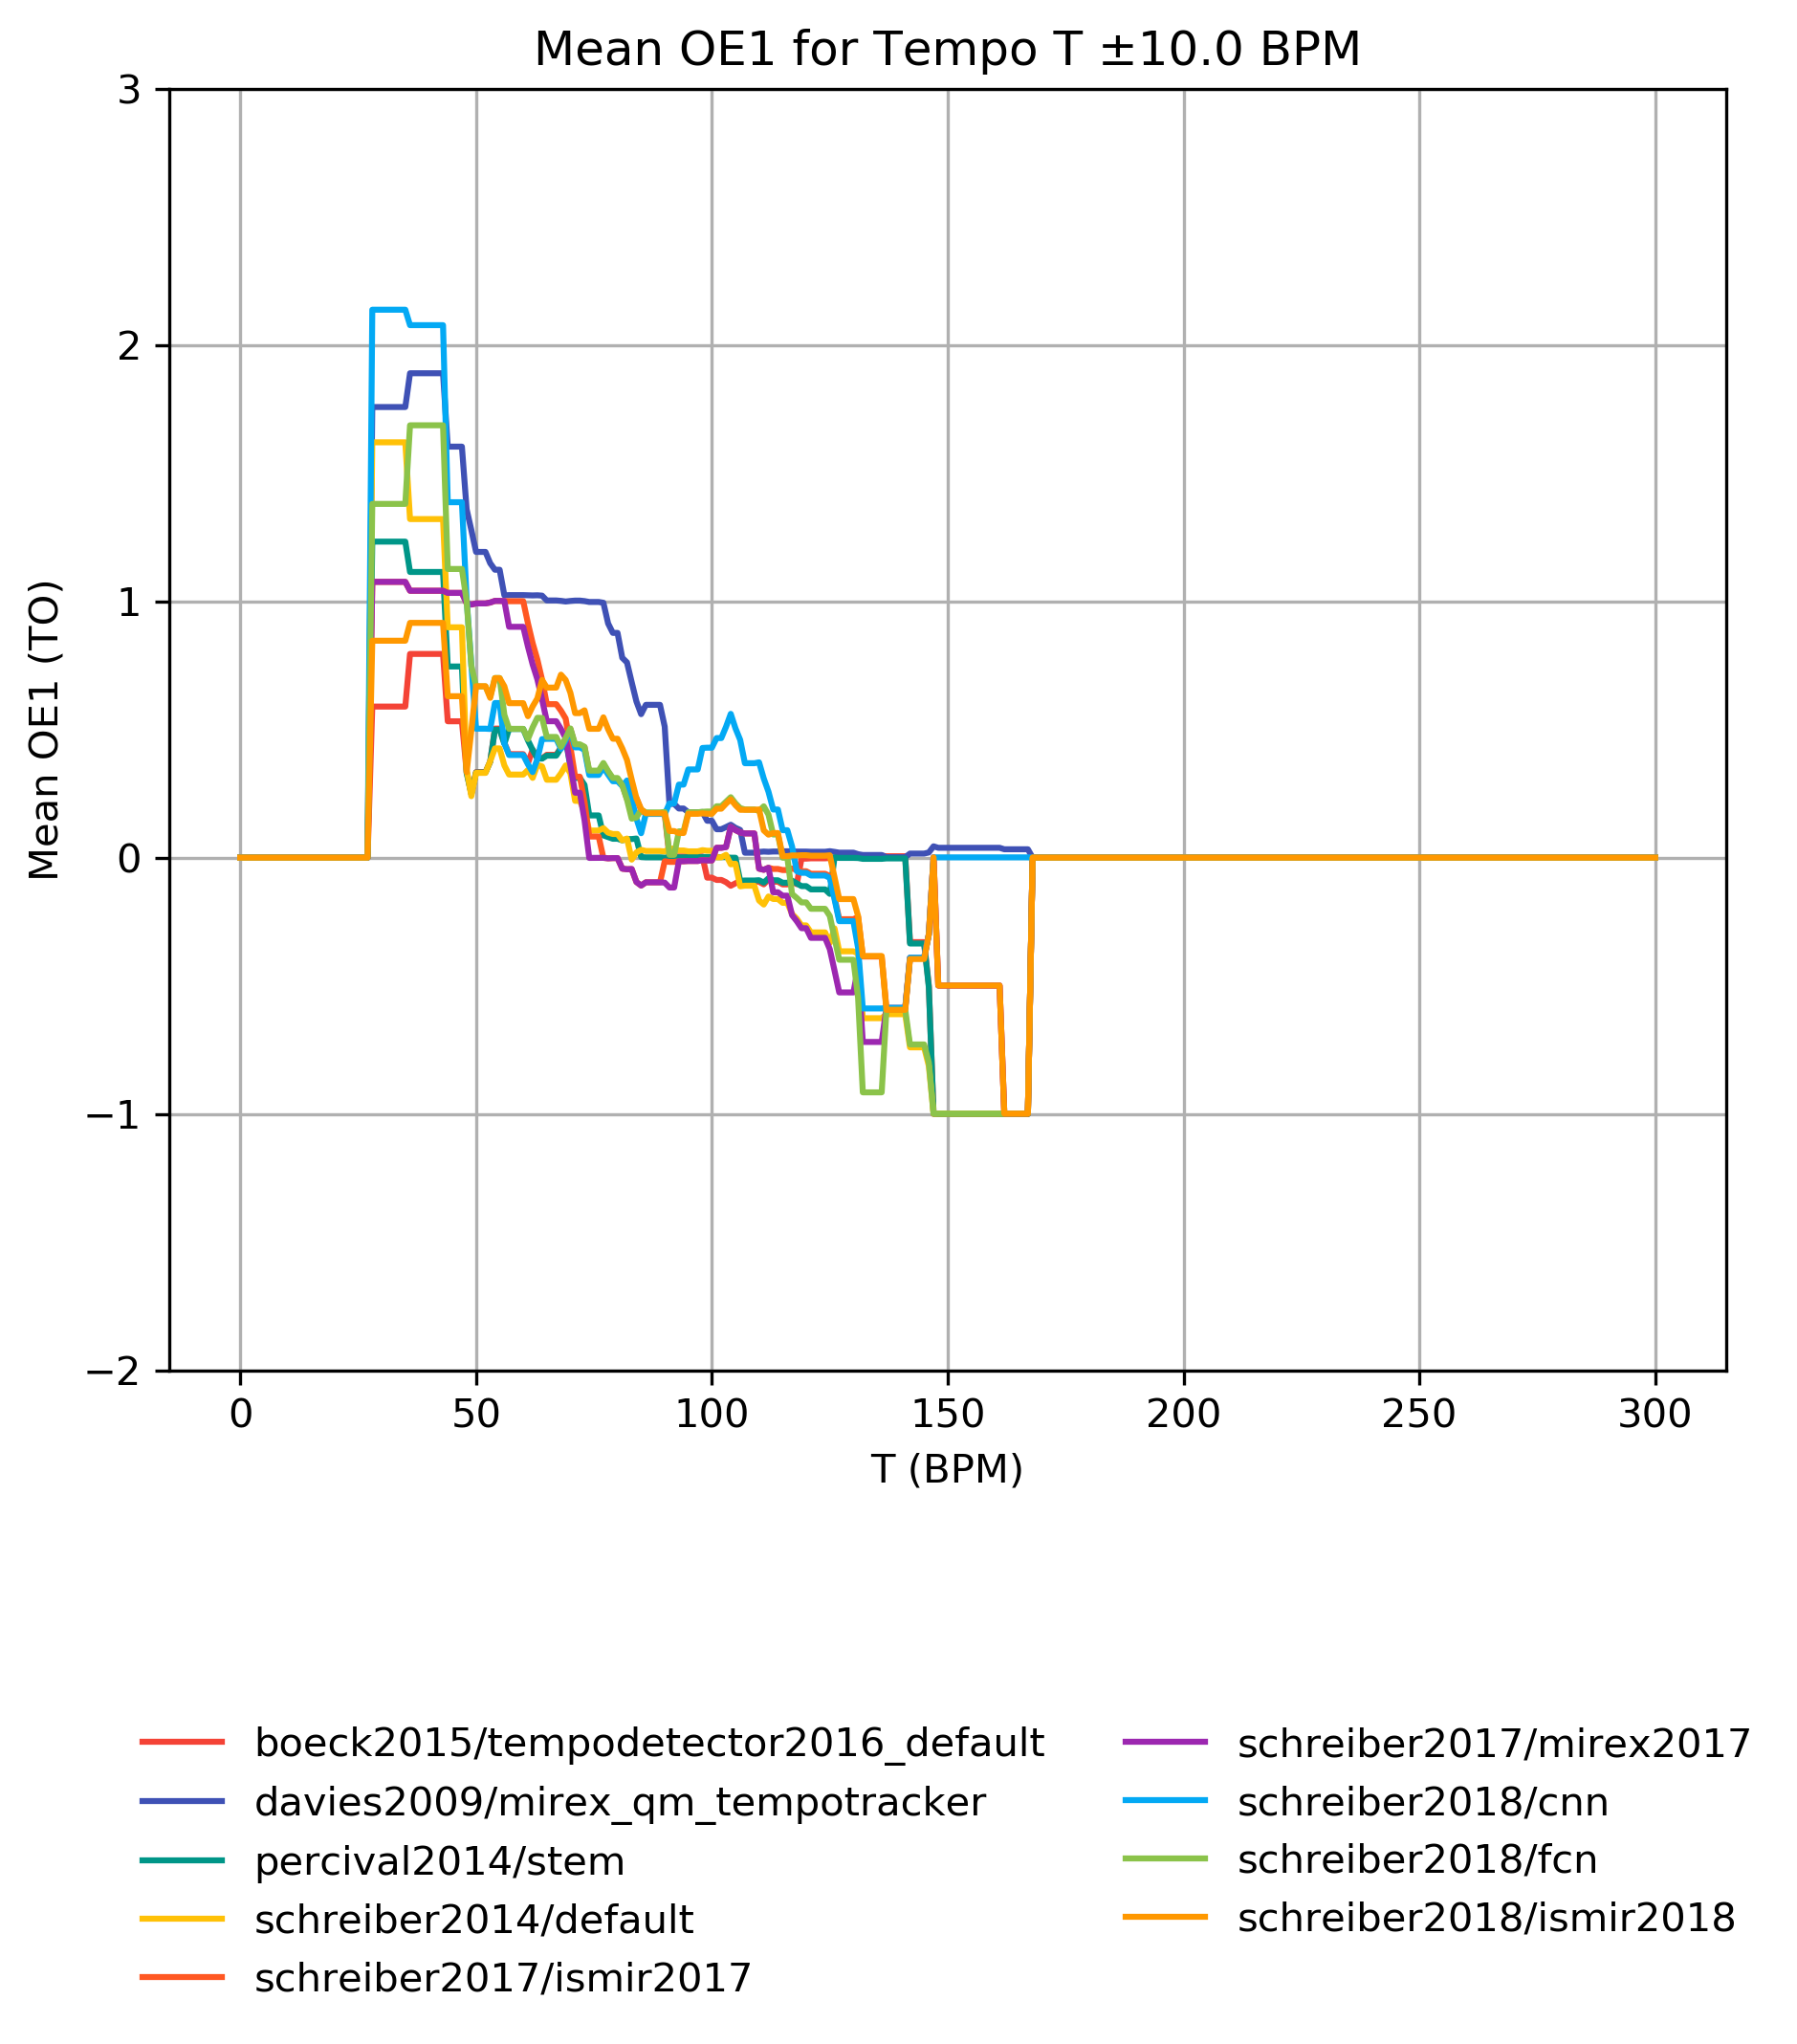 Mean OE1 for Tempo T ±10.0 BPM
3
2
1
0
−1
−2
Mean OE1 (TO)
0 50 100 150 200 250 300
T (BPM)
boeck2015/tempodetector2016_default
davies2009/mirex_qm_tempotracker
percival2014/stem
schreiber2014/default
schreiber2017/ismir2017
schreiber2017/mirex2017
schreiber2018/cnn
schreiber2018/fcn
schreiber2018/ismir2018